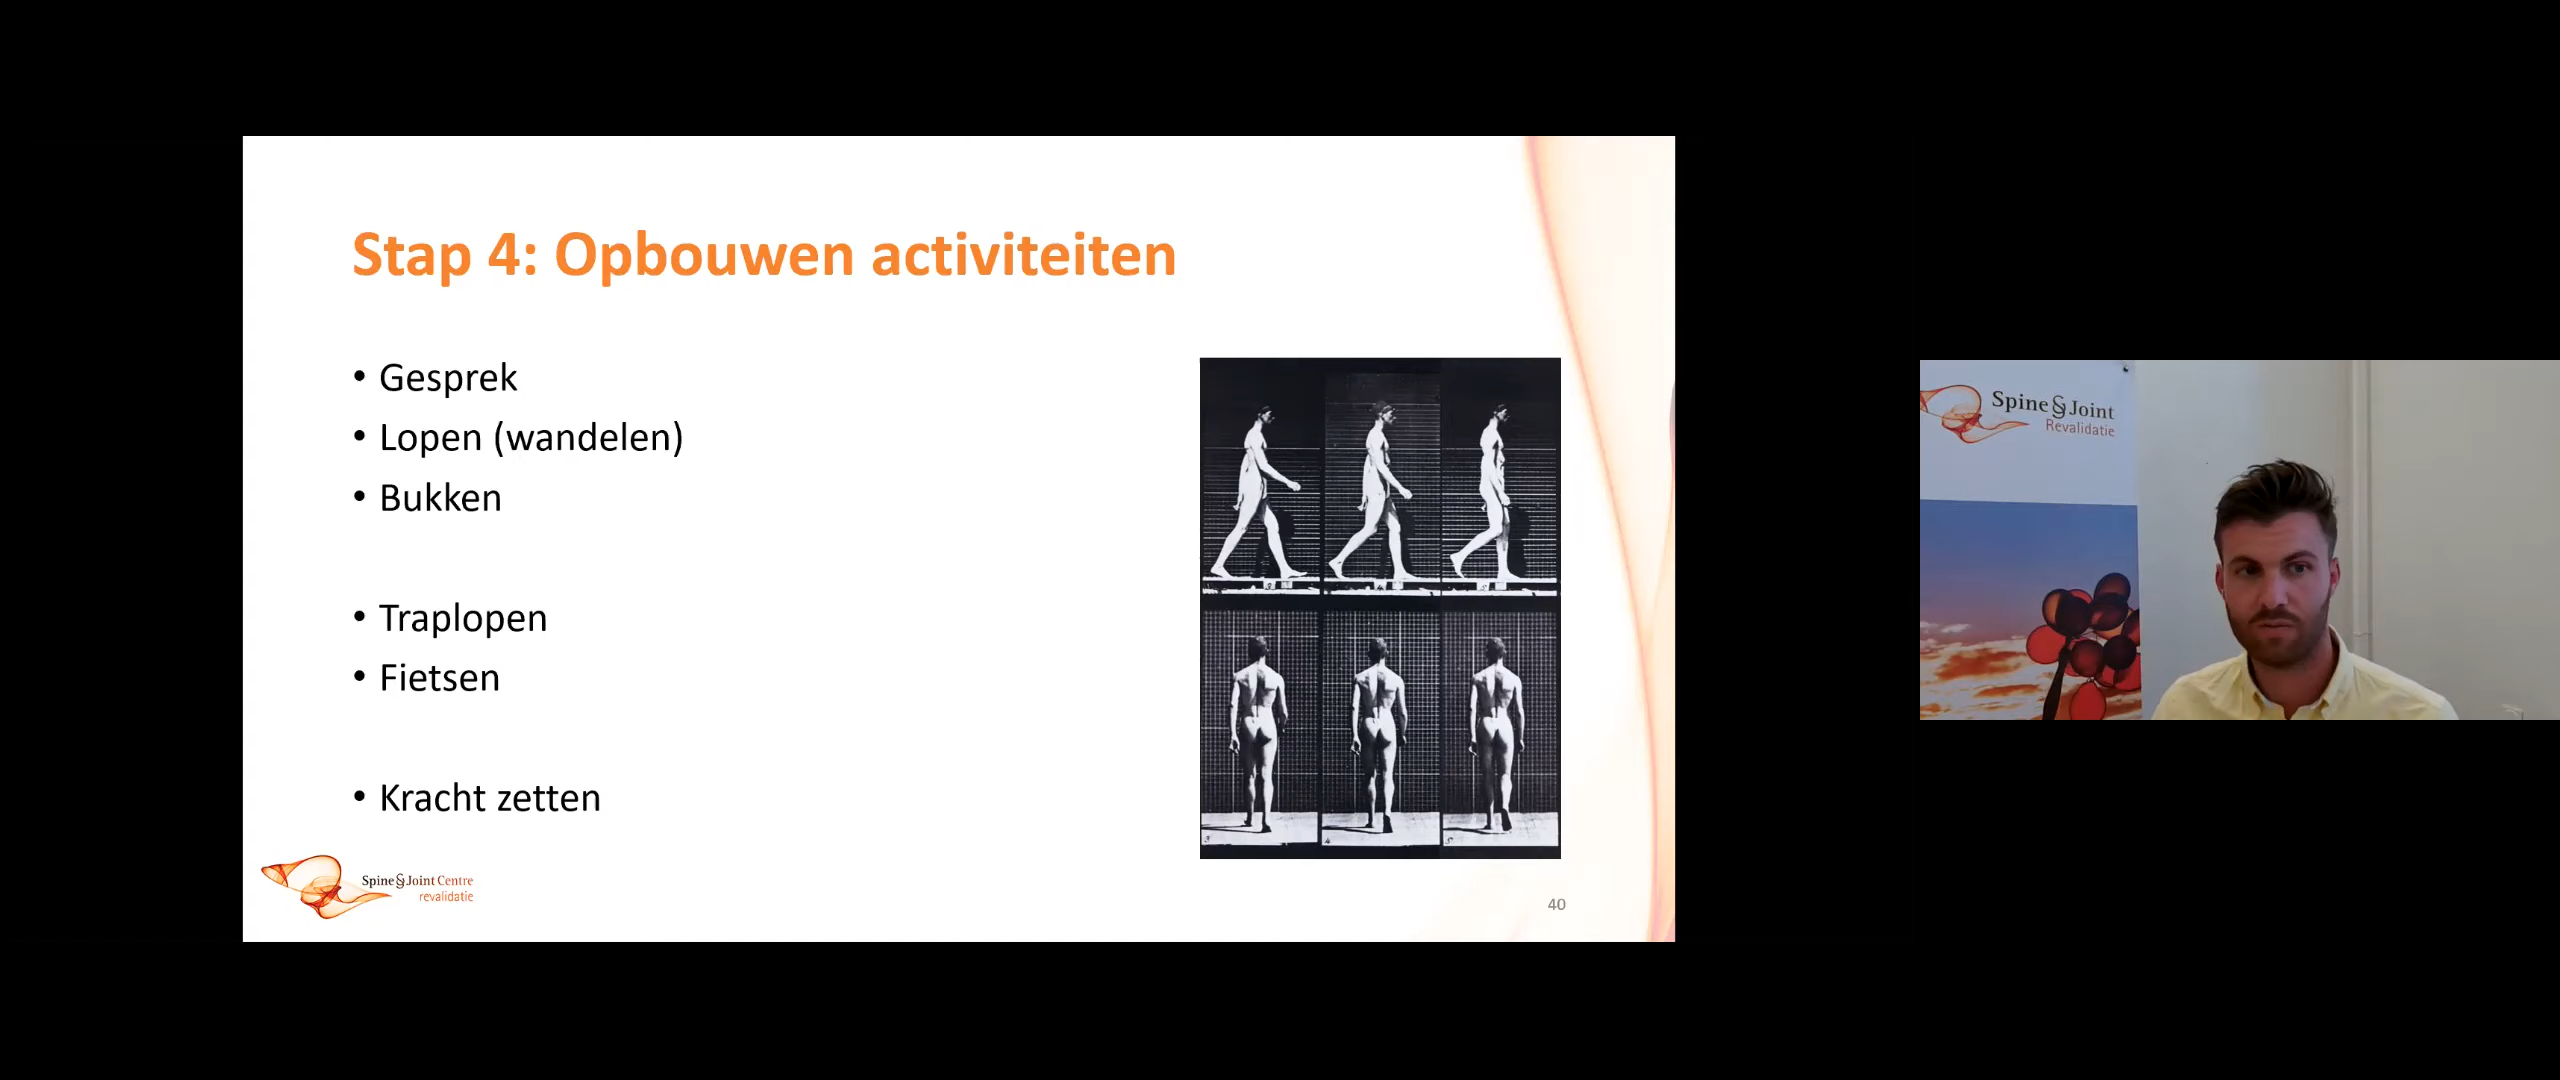 Stap 4: Opbouwen activiteiten
• Gesprek
• Lopen (wandelen)
• Bukken
• Traplopen
• Fietsen
• Kracht zetten
Spine & Joint Centre
revalidatie
40
Spine & Joint
Revalidatie